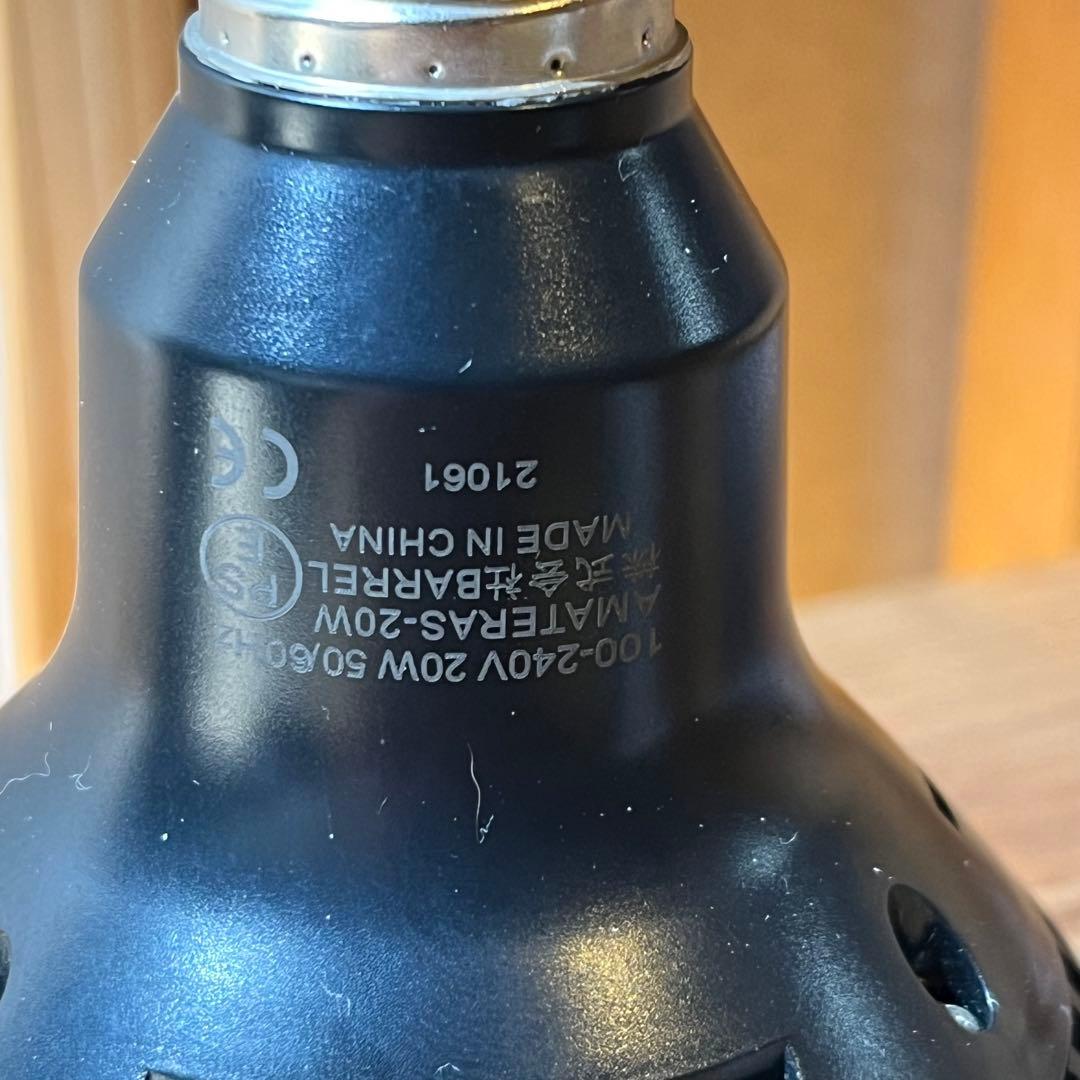 100-240V 20W 50/60Hz
AMATERAS-20W
株式会社BARREL
MADE IN CHINA
PS
E
21061
CE